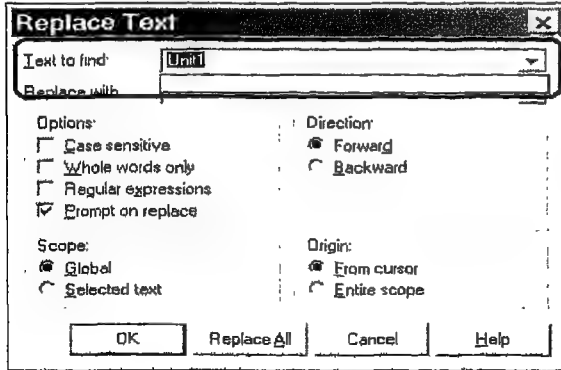 Replace Text
Text to find: Unit1
Replace with
Options:
Case sensitive
Whole words only
Regular expressions
Prompt on replace
Direction
Forward
Backward
Scope:
Global
Selected text
Origin:
From cursor
Entire scope
OK Replace All Cancel Help